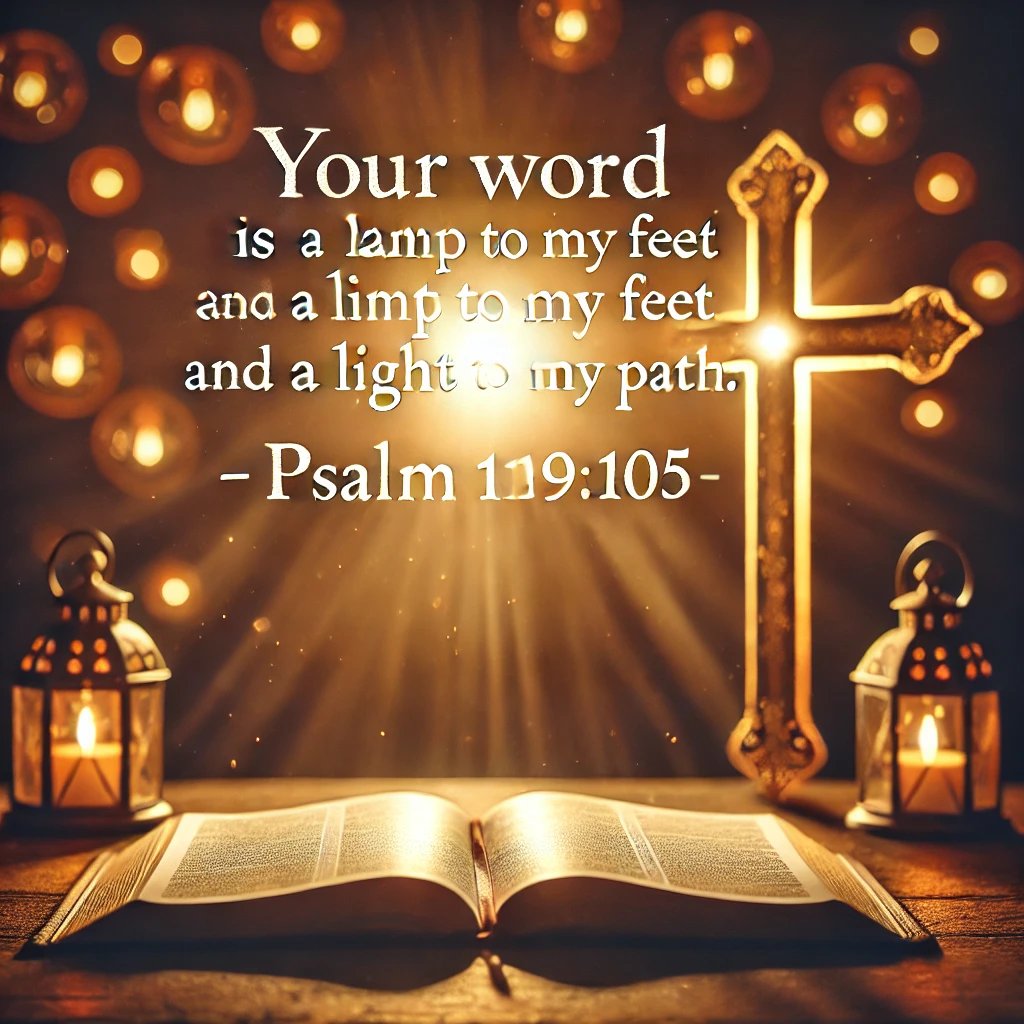 Your word
is a lamp to my feet
and a limp to my feet
and a light to my path.
- Psalm 119:105 -